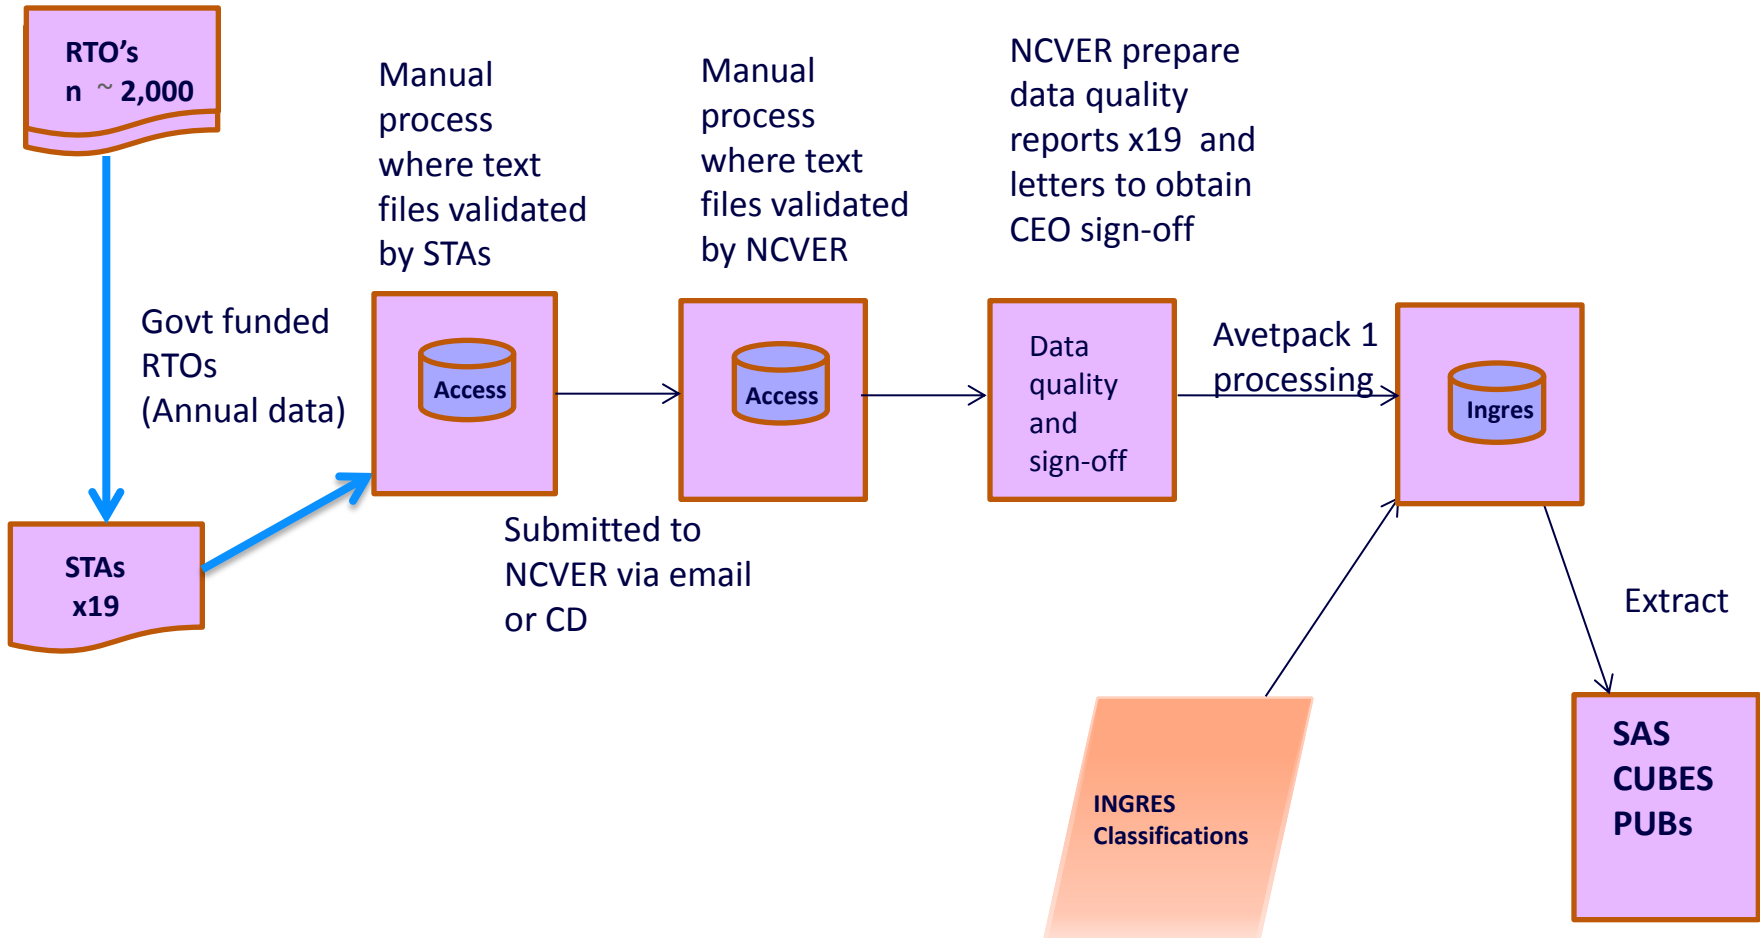 RTO's
n ~ 2,000
Manual
process
where text
files validated
by STAs
Manual
process
where text
files validated
by NCVER
NCVER prepare
data quality
reports x19 and
letters to obtain
CEO sign-off
Govt funded
RTOs
(Annual data)
Access
Access
Data
quality
and
sign-off
Avetpack 1
processing
Ingres
STAs
x19
Submitted to
NCVER via email
or CD
Extract
INGRES
Classifications
SAS
CUBES
PUBs